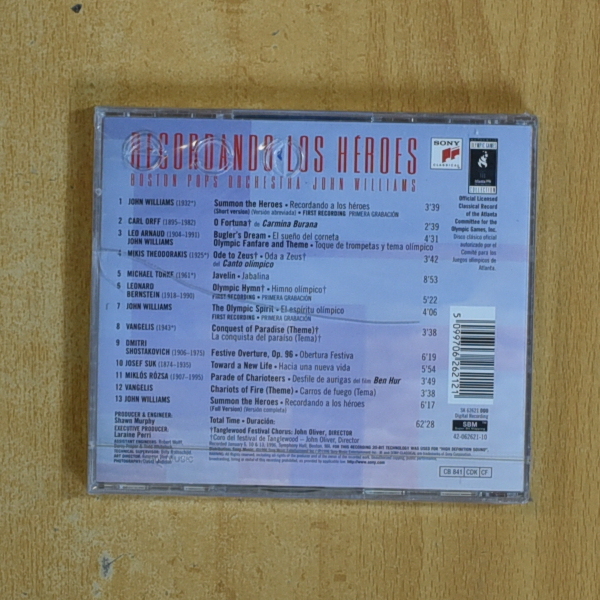 RECORDANDO LOS HÉROES
BOSTON POPS ORCHESTRA · JOHN WILLIAMS
SONY
CLASSICAL
COLLECTION
Official Licensed
Classical Record
of the Atlanta
Committee for the
Olympic Games, Inc.
Disco clásico oficial
autorizado por el
Comité para los
Juegos olímpicos de
Atlanta.
1 JOHN WILLIAMS (1932*) Summon the Heroes • Recordando a los héroes
(Short version) (Versión abreviada) • FIRST RECORDING PRIMERA GRABACIÓN 3'39
2 CARL ORFF (1895–1982) O Fortuna† de Carmina Burana 2'39
3 LEO ARNAUD (1904–1991) Bugler's Dream • El sueño del corneta 4'31
JOHN WILLIAMS Olympic Fanfare and Theme • Toque de trompetas y tema olímpico
4 MIKIS THEODORAKIS (1925*) Ode to Zeus† • Oda a Zeus† 3'42
del Canto olímpico
5 MICHAEL TORKE (1961*) Javelin • Jabalina 8'53
6 LEONARD Olympic Hymn† • Himno olímpico†
BERNSTEIN (1918–1990) FIRST RECORDING • PRIMERA GRABACIÓN 5'22
7 JOHN WILLIAMS The Olympic Spirit • El espíritu olímpico 4'06
FIRST RECORDING • PRIMERA GRABACIÓN
8 VANGELIS (1943*) Conquest of Paradise (Theme)† 3'38
La conquista del paraíso (Tema)†
9 DMITRI
SHOSTAKOVICH (1906–1975) Festive Overture, Op. 96 • Obertura Festiva 6'19
10 JOSEF SUK (1874–1935) Toward a New Life • Hacia una nueva vida 5'54
11 MIKLÓS RÓZSA (1907–1995) Parade of Charioteers • Desfile de aurigas del film Ben Hur 3'49
12 VANGELIS Chariots of Fire (Theme) • Carros de fuego (Tema) 3'38
13 JOHN WILLIAMS Summon the Heroes • Recordando a los héroes 6'17
(Full Version) (Versión completa)
Total Time • Duración: 62'28
PRODUCER & ENGINEER:
Shawn Murphy
EXECUTIVE PRODUCER:
Laraine Perri
†Tanglewood Festival Chorus: John Oliver, DIRECTOR
†Coro del festival de Tanglewood – John Oliver, Director
5099706262121
Digital Recording
SBM
42-062621-10
CB 841 CDK CF